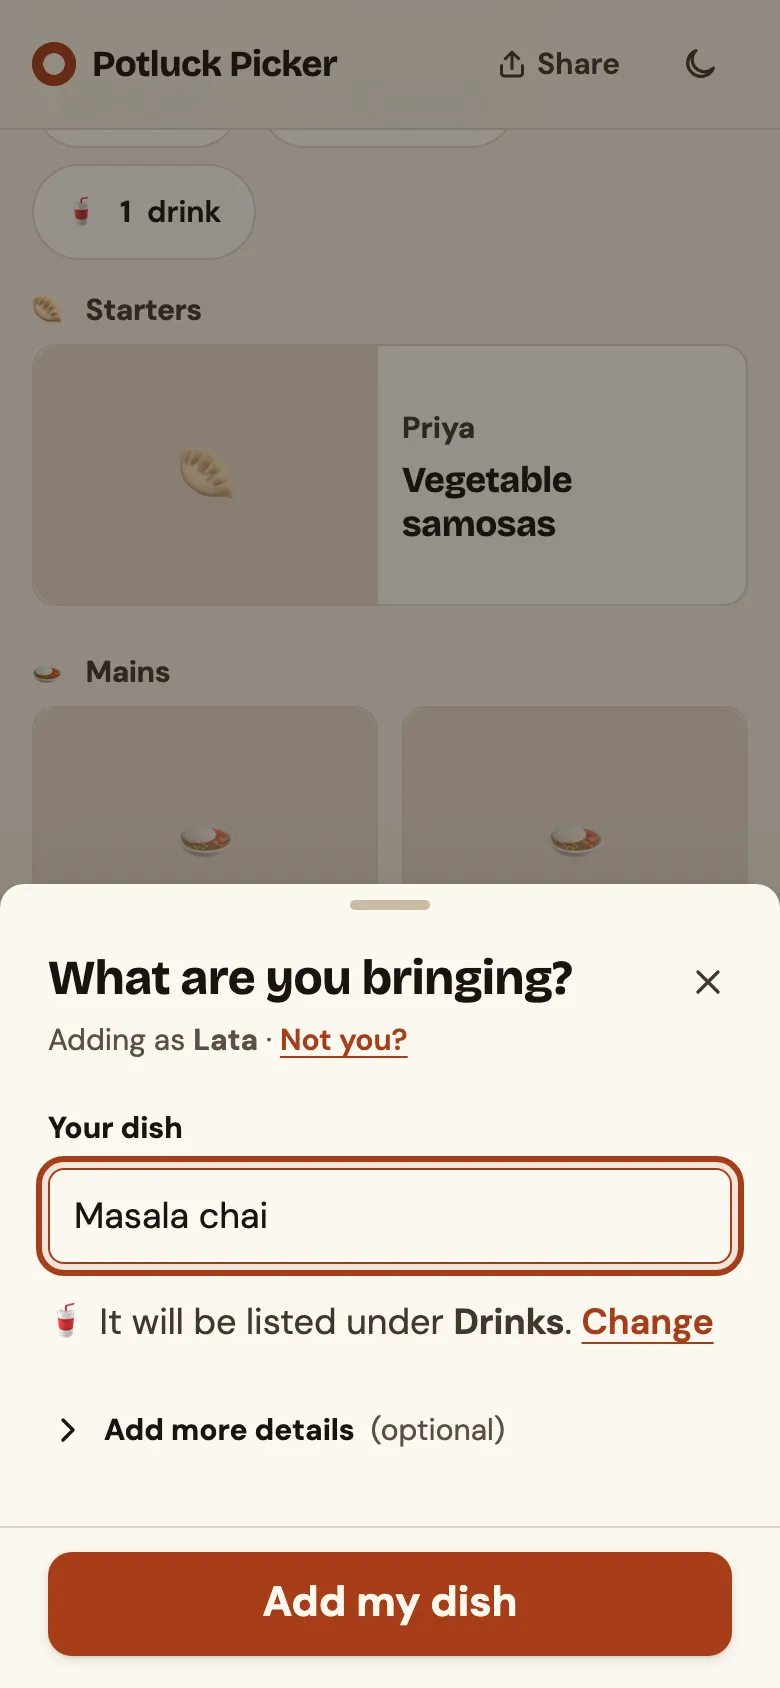 Potluck Picker
Share
1 drink
Starters
Priya
Vegetable
samosas
Mains
What are you bringing?
Adding as Lata · Not you?
Your dish
Masala chai
It will be listed under Drinks. Change
Add more details (optional)
Add my dish